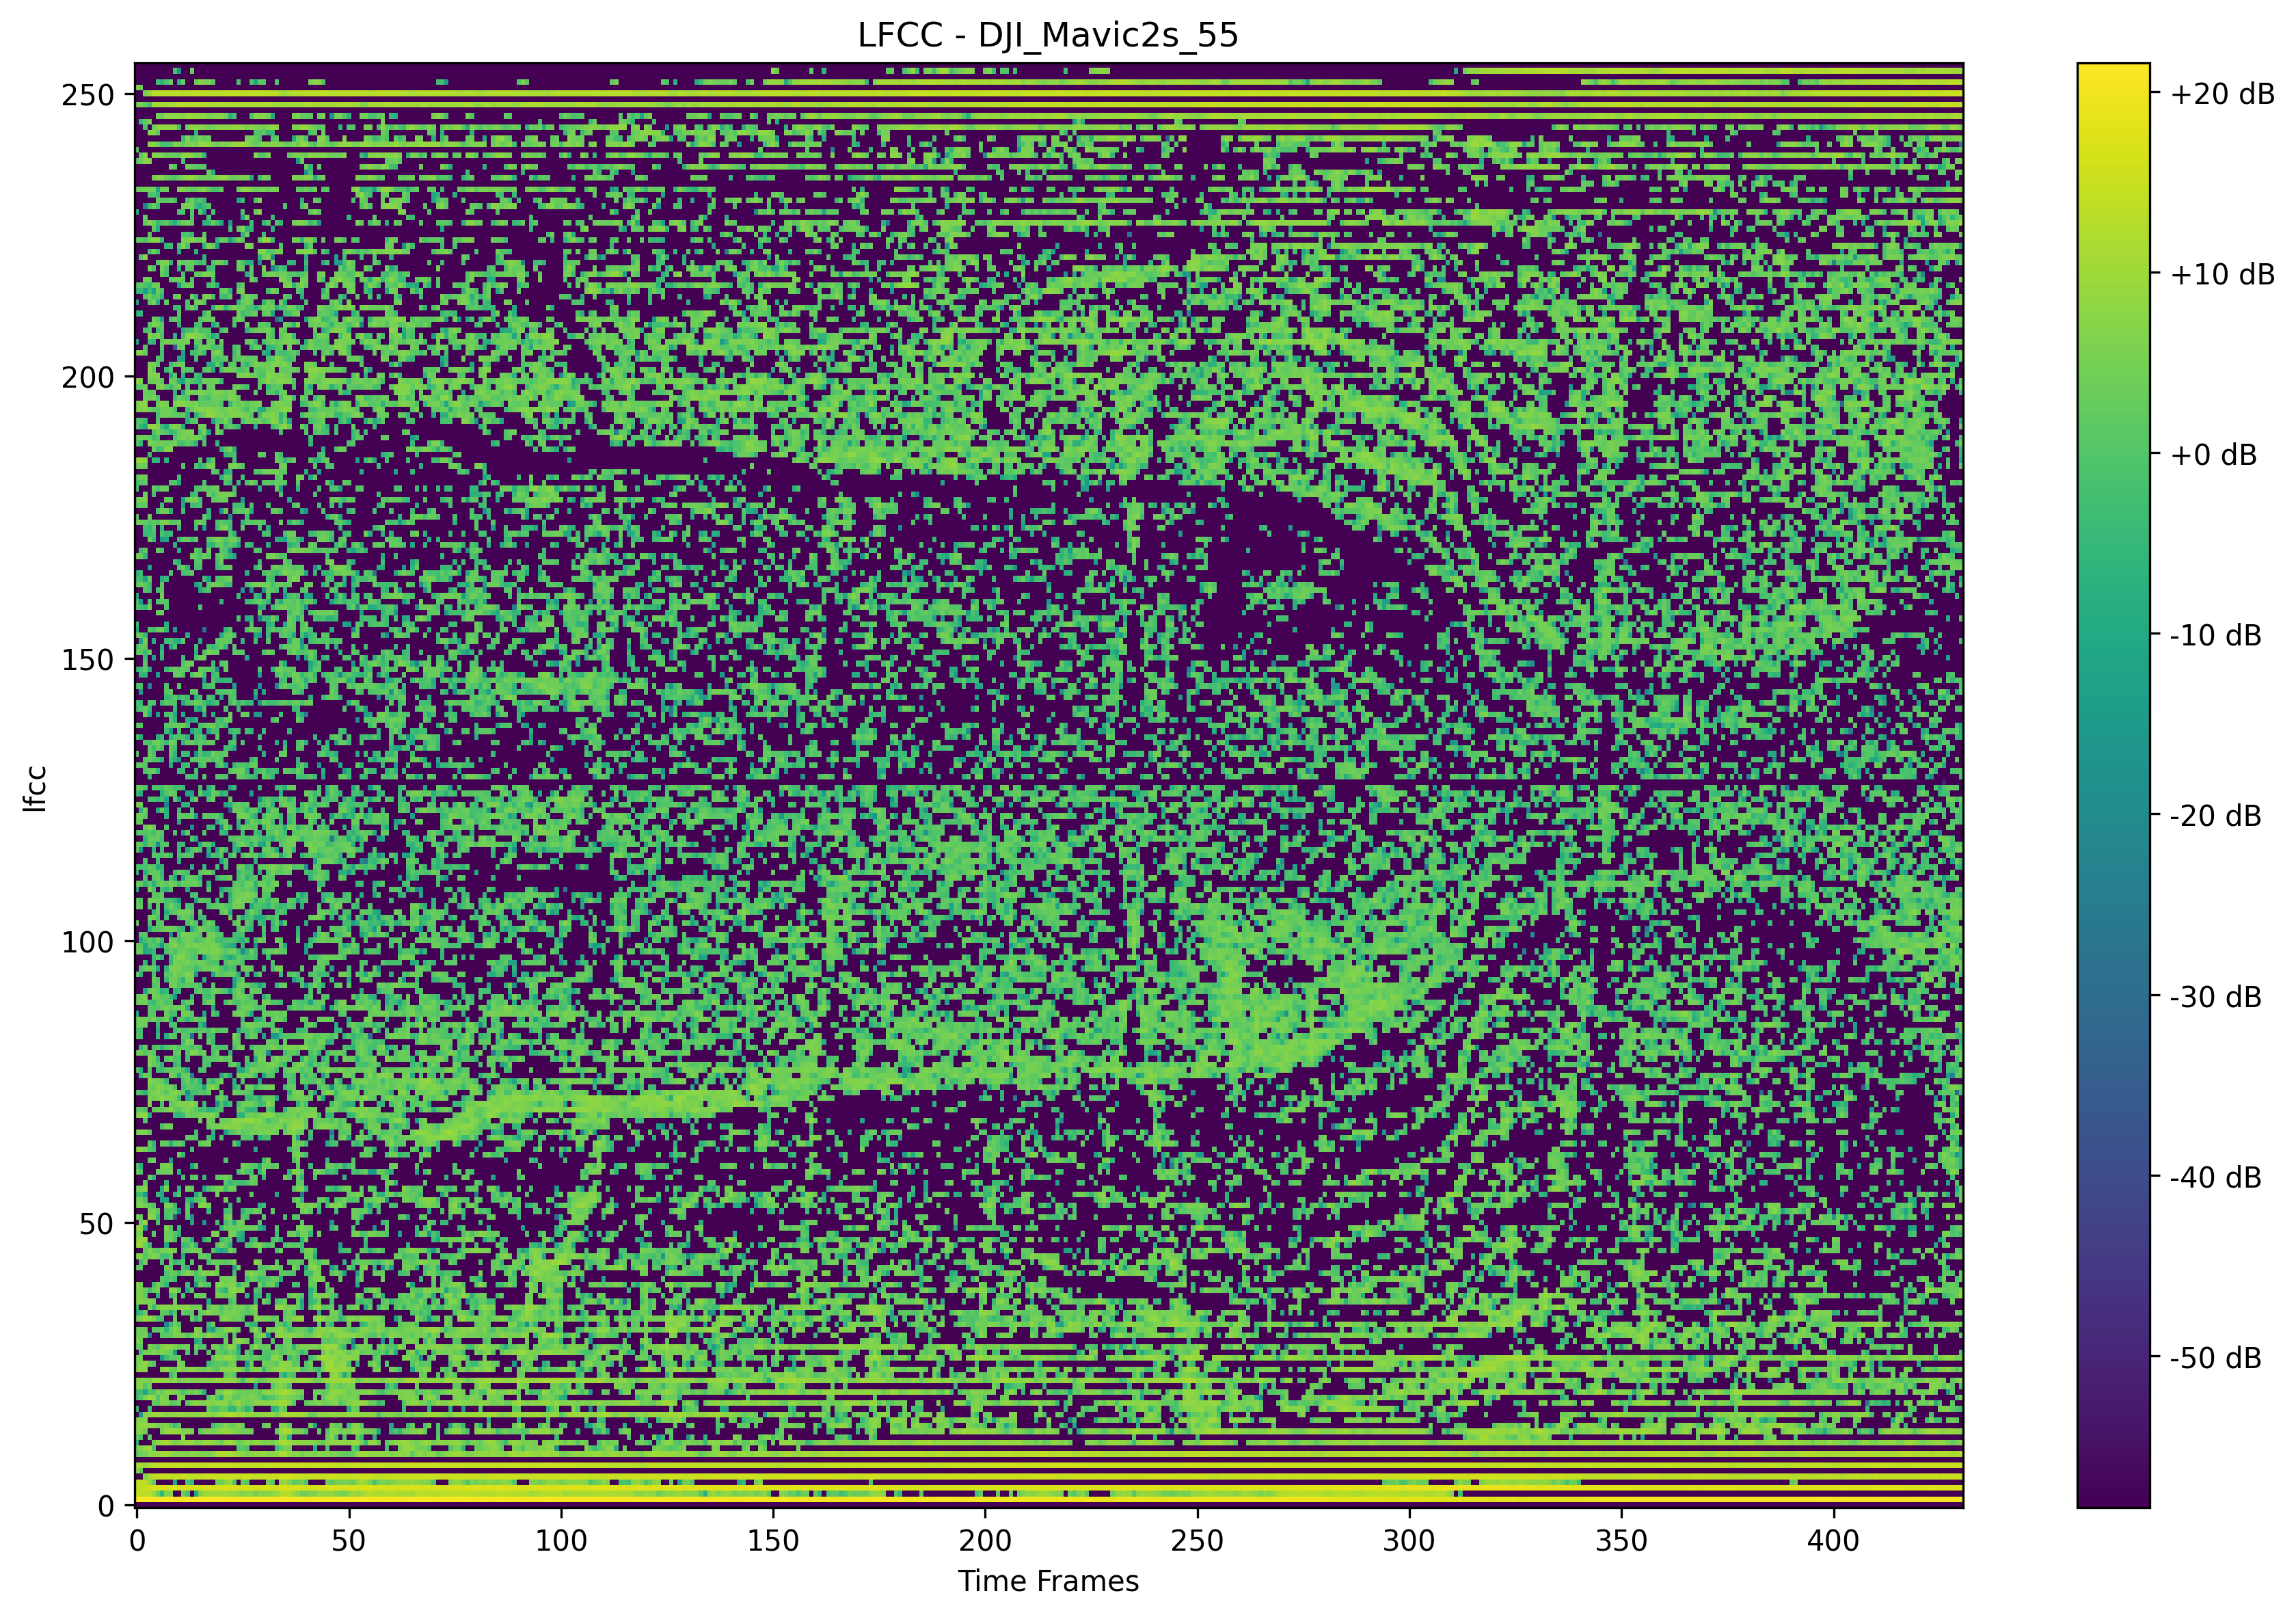 LFCC - DJI_Mavic2s_55
250
200
150
100
50
0
lfcc
0 50 100 150 200 250 300 350 400
Time Frames
+20 dB
+10 dB
+0 dB
-10 dB
-20 dB
-30 dB
-40 dB
-50 dB